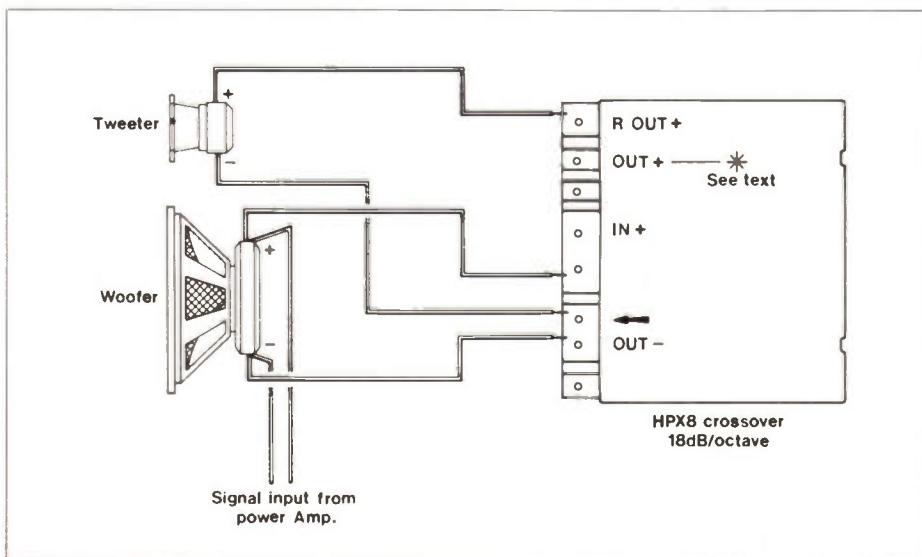 Tweeter
+
−
R OUT +
OUT +
See text
IN +
Woofer
+
−
OUT −
HPX8 crossover
18dB/octave
Signal input from
power Amp.